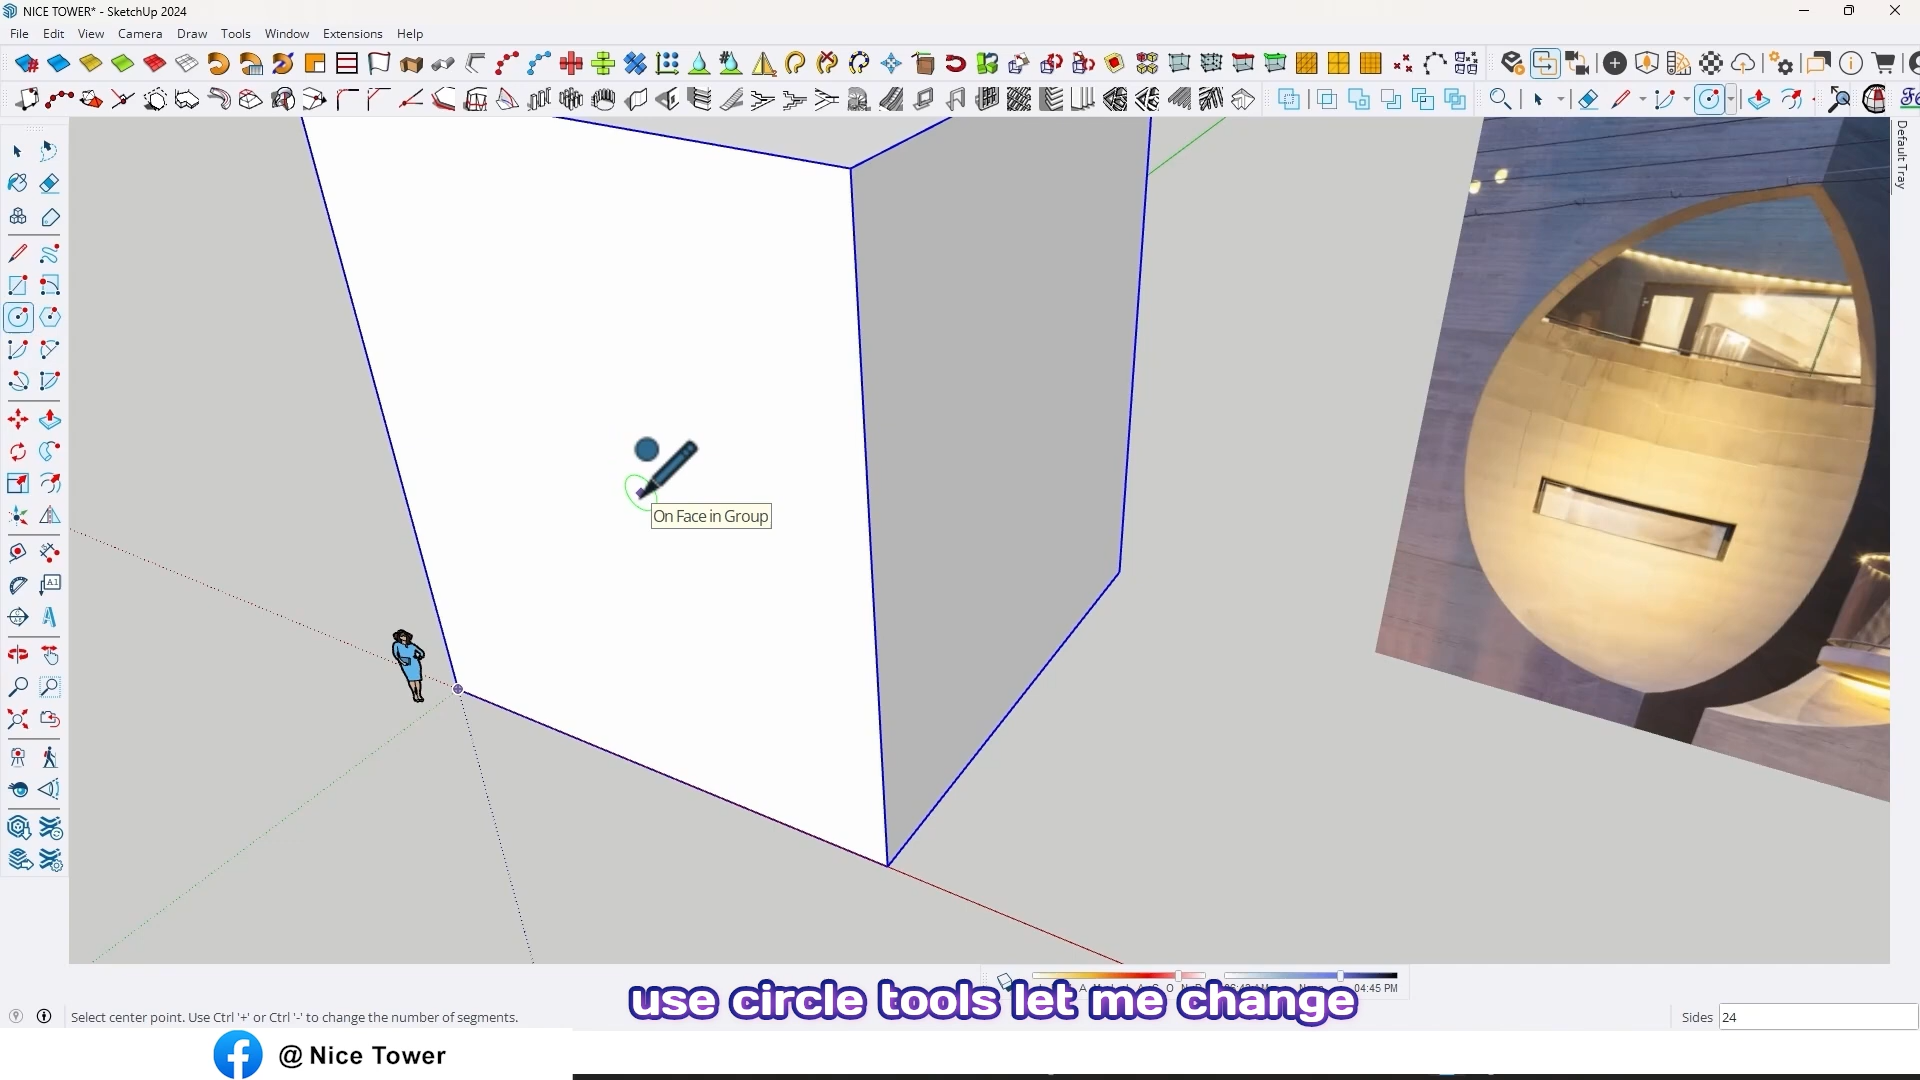 NICE TOWER* - SketchUp 2024
File Edit View Camera Draw Tools Window Extensions Help
Default Tray
A1
On Face in Group
04:45 PM
use circle tools let me change
Select center point. Use Ctrl '+' or Ctrl '-' to change the number of segments.
Sides 24
@ Nice Tower